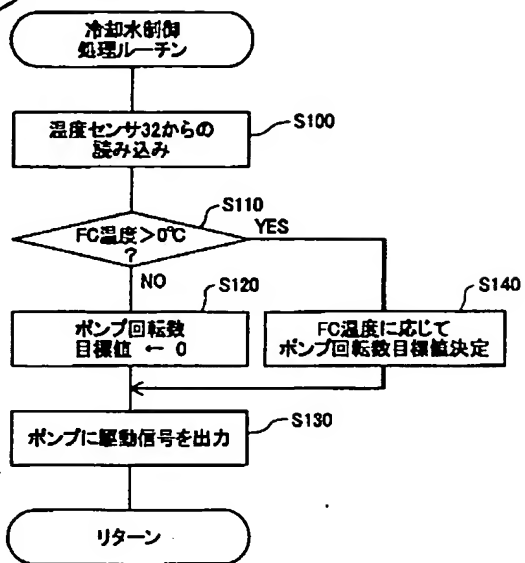 冷却水制御
処理ルーチン
温度センサ32からの
読み込み
S100
S110
FC温度>0℃
?
YES
NO
S120
ポンプ回転数
目標値 ← 0
S140
FC温度に応じて
ポンプ回転数目標値決定
S130
ポンプに駆動信号を出力
リターン